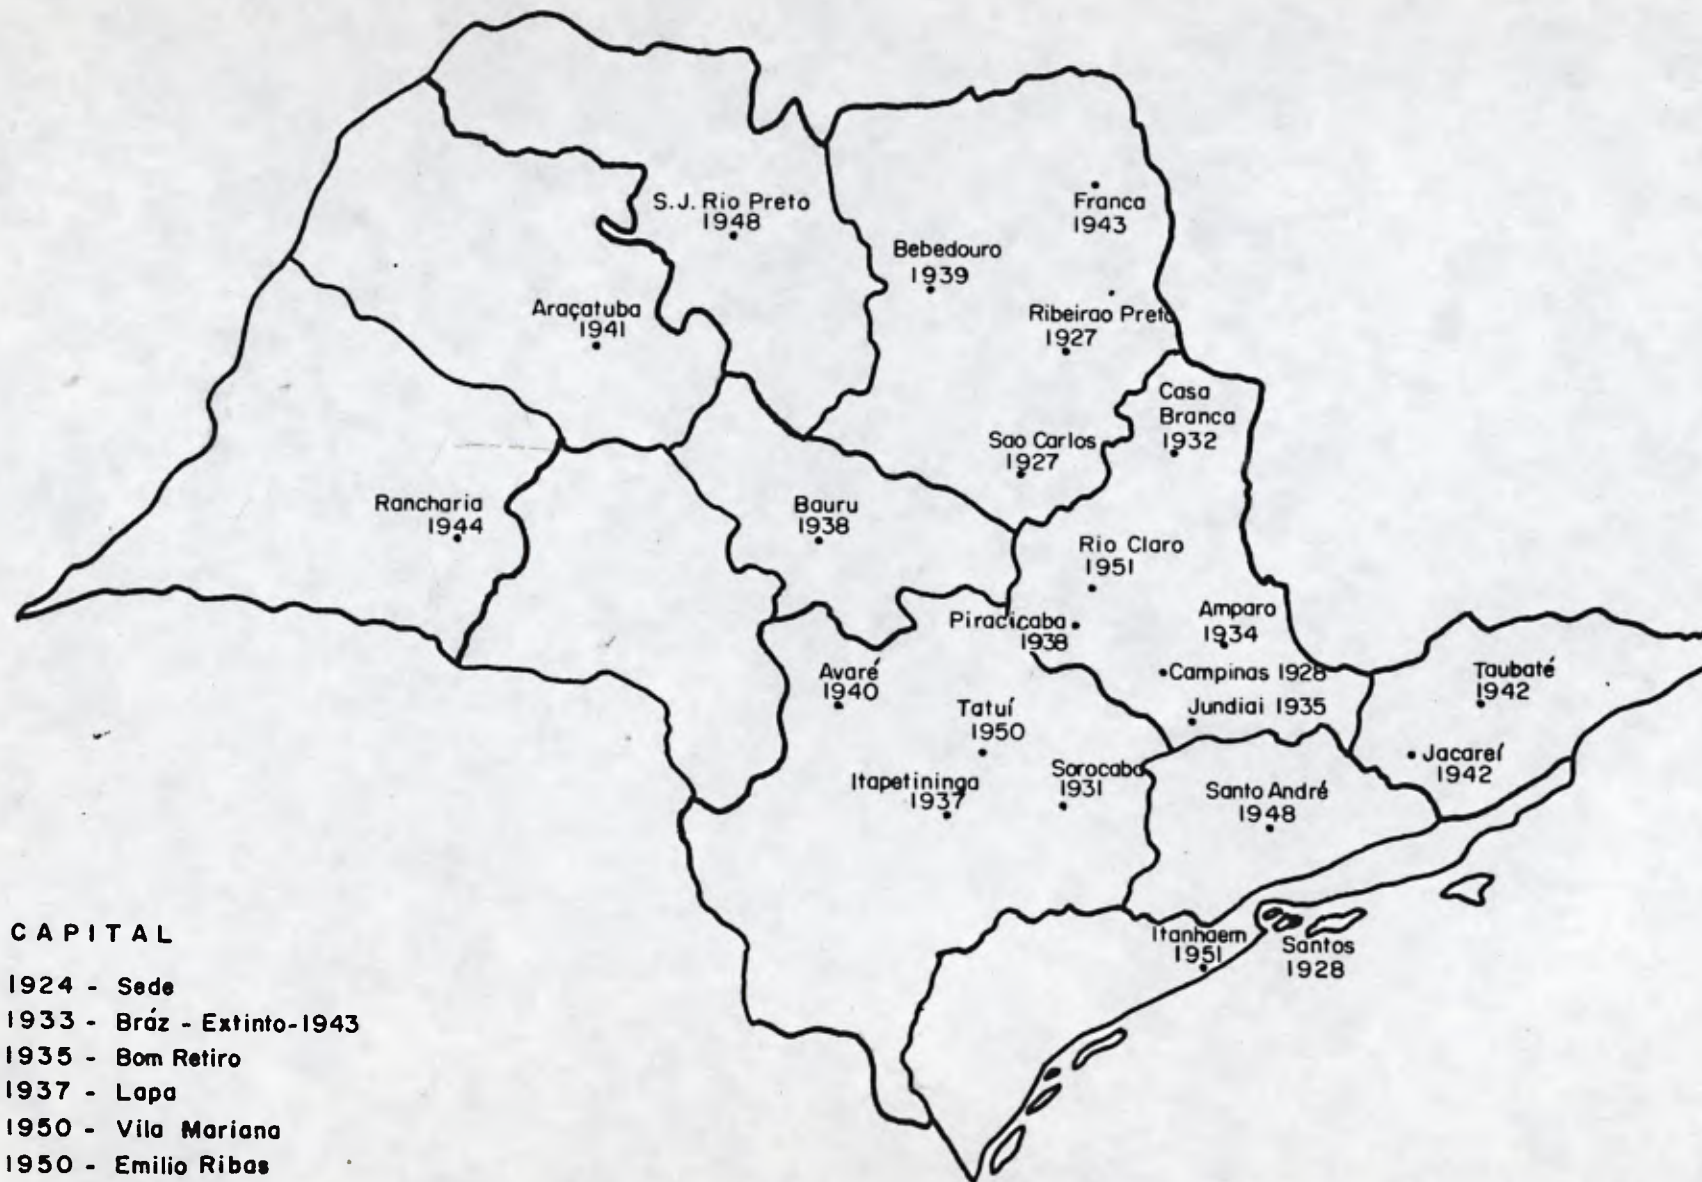 S.J. Rio Preto
1948
Franca
1943
Bebedouro
1939
Araçatuba
1941
Ribeirao Preto
1927
Casa
Branca
1932
Sao Carlos
1927
Rancharia
1944
Bauru
1938
Rio Claro
1951
Amparo
1934
Piracicaba
1938
Avaré
1940
Campinas 1928
Taubaté
1942
Tatuí
1950
Jundiai 1935
Jacareí
1942
Itapetininga
1937
Sorocaba
1931
Santo André
1948
Itanhaem
1951
Santos
1928
CAPITAL
1924 - Sede
1933 - Bráz - Extinto-1943
1935 - Bom Retiro
1937 - Lapa
1950 - Vila Mariana
1950 - Emilio Ribas